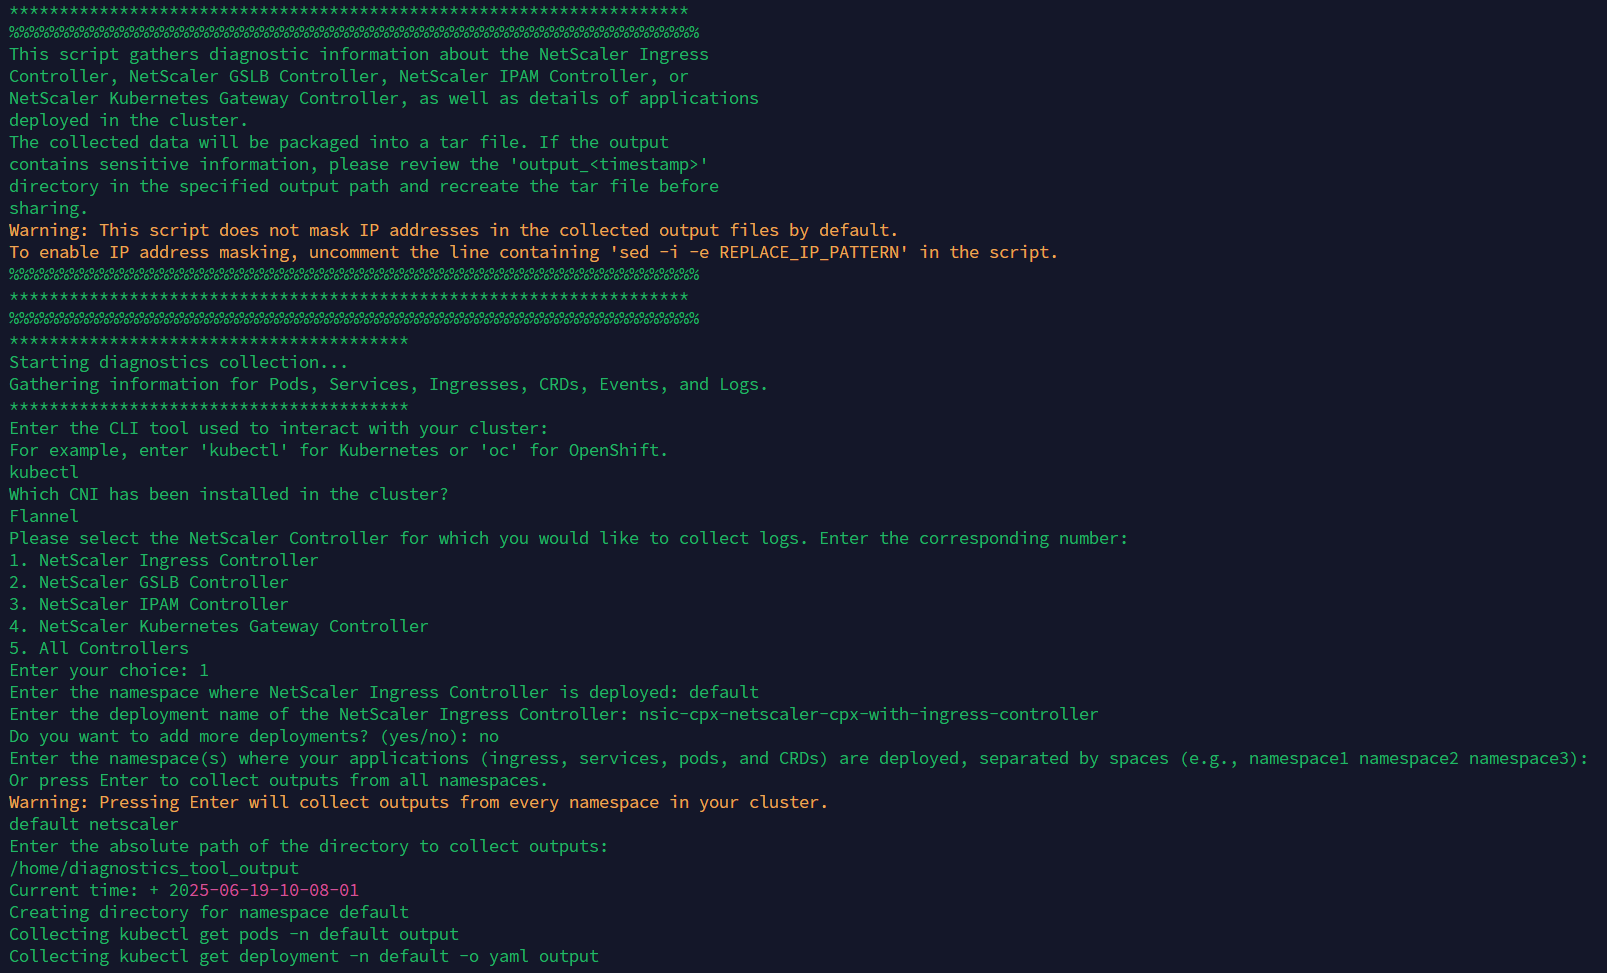 ********************************************************************
%%%%%%%%%%%%%%%%%%%%%%%%%%%%%%%%%%%%%%%%%%%%%%%%%%%%%%%%%%%%%%%%%%%%%%%
This script gathers diagnostic information about the NetScaler Ingress
Controller, NetScaler GSLB Controller, NetScaler IPAM Controller, or
NetScaler Kubernetes Gateway Controller, as well as details of applications
deployed in the cluster.
The collected data will be packaged into a tar file. If the output
contains sensitive information, please review the 'output_<timestamp>'
directory in the specified output path and recreate the tar file before
sharing.
Warning: This script does not mask IP addresses in the collected output files by default.
To enable IP address masking, uncomment the line containing 'sed -i -e REPLACE_IP_PATTERN' in the script.
%%%%%%%%%%%%%%%%%%%%%%%%%%%%%%%%%%%%%%%%%%%%%%%%%%%%%%%%%%%%%%%%%%%%%%%
********************************************************************
%%%%%%%%%%%%%%%%%%%%%%%%%%%%%%%%%%%%%%%%%%%%%%%%%%%%%%%%%%%%%%%%%%%%%%%
****************************************
Starting diagnostics collection...
Gathering information for Pods, Services, Ingresses, CRDs, Events, and Logs.
****************************************
Enter the CLI tool used to interact with your cluster:
For example, enter 'kubectl' for Kubernetes or 'oc' for OpenShift.
kubectl
Which CNI has been installed in the cluster?
Flannel
Please select the NetScaler Controller for which you would like to collect logs. Enter the corresponding number:
1. NetScaler Ingress Controller
2. NetScaler GSLB Controller
3. NetScaler IPAM Controller
4. NetScaler Kubernetes Gateway Controller
5. All Controllers
Enter your choice: 1
Enter the namespace where NetScaler Ingress Controller is deployed: default
Enter the deployment name of the NetScaler Ingress Controller: nsic-cpx-netscaler-cpx-with-ingress-controller
Do you want to add more deployments? (yes/no): no
Enter the namespace(s) where your applications (ingress, services, pods, and CRDs) are deployed, separated by spaces (e.g., namespace1 namespace2 namespace3):
Or press Enter to collect outputs from all namespaces.
Warning: Pressing Enter will collect outputs from every namespace in your cluster.
default netscaler
Enter the absolute path of the directory to collect outputs:
/home/diagnostics_tool_output
Current time: + 2025-06-19-10-08-01
Creating directory for namespace default
Collecting kubectl get pods -n default output
Collecting kubectl get deployment -n default -o yaml output